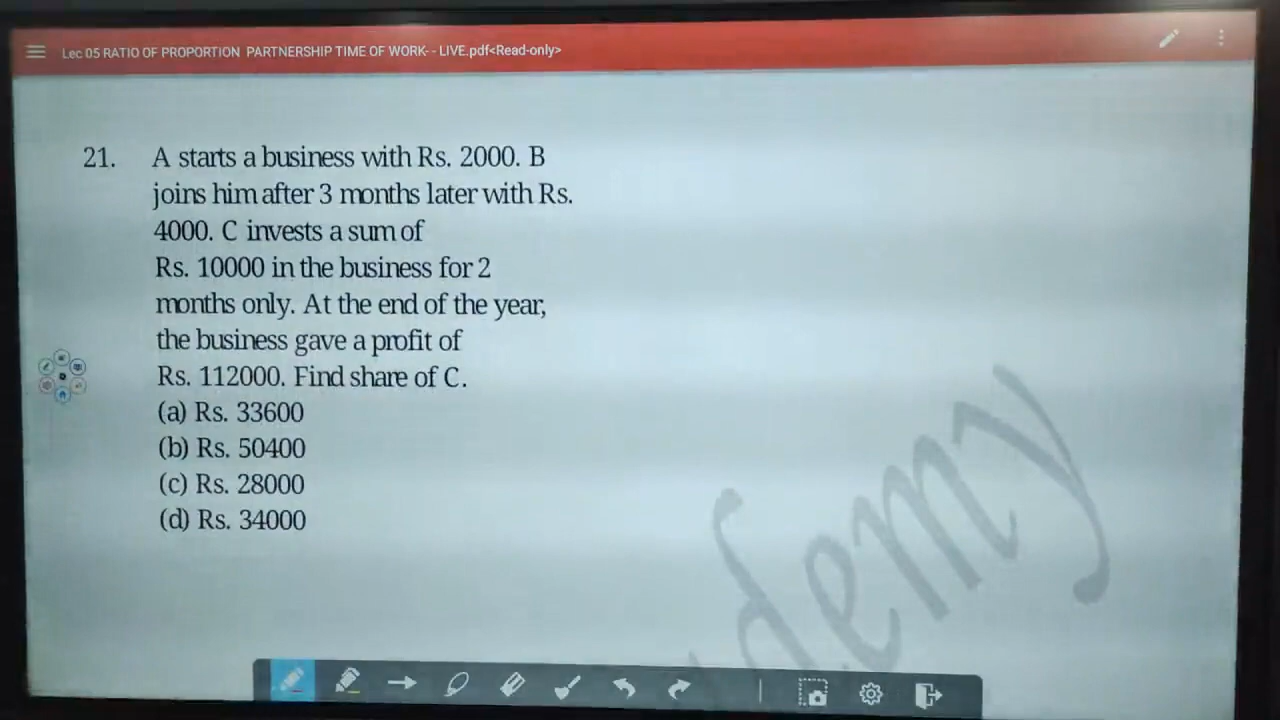 Lec 05 RATIO OF PROPORTION PARTNERSHIP TIME OF WORK- - LIVE.pdf<Read-only>
21. A starts a business with Rs. 2000. B
joins him after 3 months later with Rs.
4000. C invests a sum of
Rs. 10000 in the business for 2
months only. At the end of the year,
the business gave a profit of
Rs. 112000. Find share of C.
(a) Rs. 33600
(b) Rs. 50400
(c) Rs. 28000
(d) Rs. 34000
demy